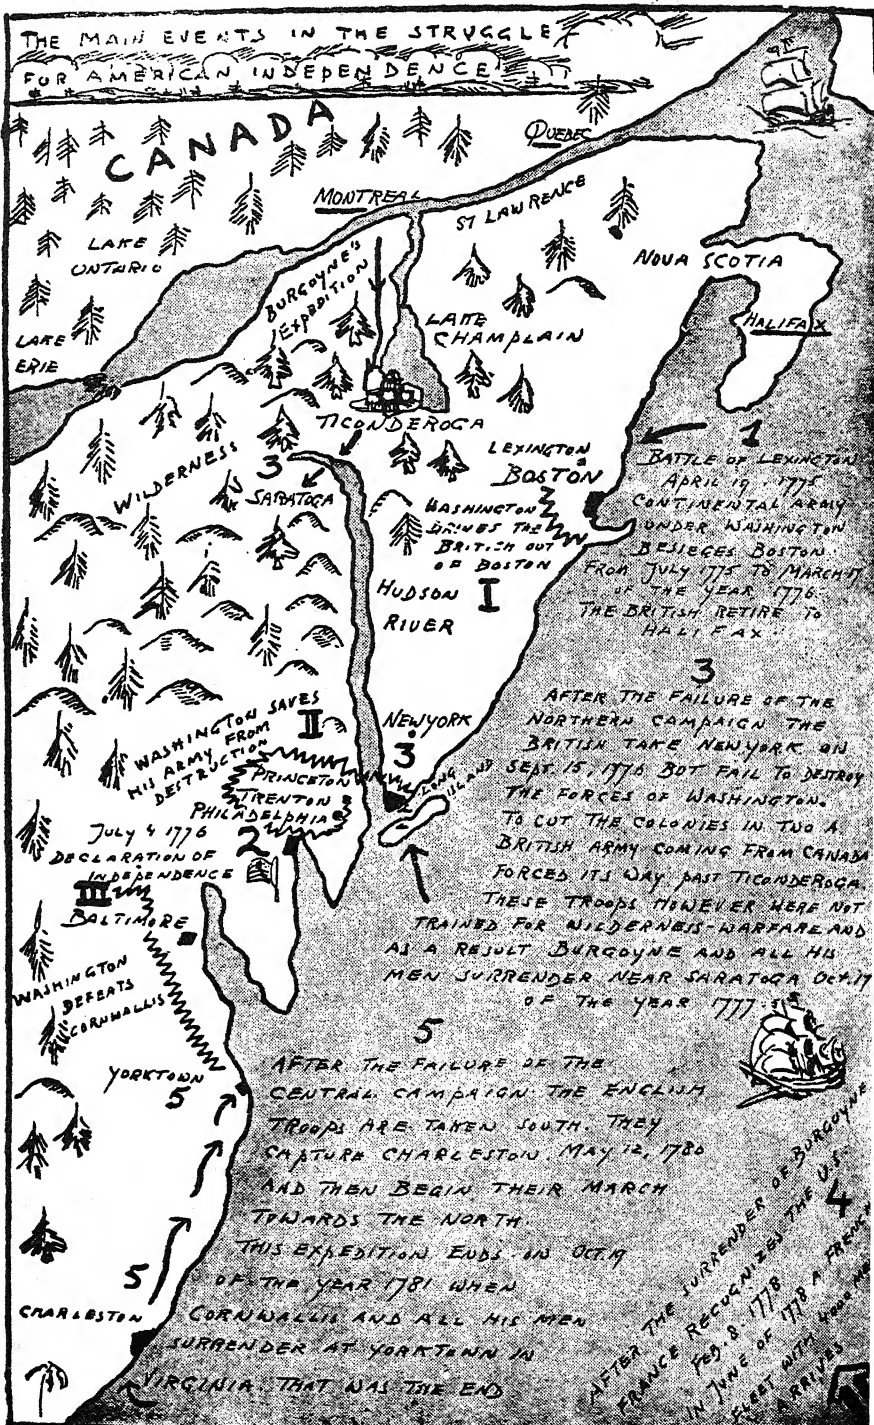 THE MAIN EVENTS IN THE STRUGGLE
FOR AMERICAN INDEPENDENCE
CANADA
QUEBEC
MONTREAL
ST LAWRENCE
LAKE
ONTARIO
BURGOYNE'S
EXPEDITION
NOVA SCOTIA
LAKE
CHAMPLAIN
HALIFAX
LAKE
ERIE
TICONDEROGA
WILDERNESS
3
SARATOGA
LEXINGTON
BOSTON
WASHINGTON
DRIVES THE
BRITISH OUT
OF BOSTON
I
HUDSON
RIVER
1
BATTLE OF LEXINGTON
APRIL 19. 1775
CONTINENTAL ARMY
UNDER WASHINGTON
BESIEGES BOSTON
FROM JULY 1775 TO MARCH 17
OF THE YEAR 1776
THE BRITISH RETIRE TO
HALIFAX
WASHINGTON SAVES
HIS ARMY FROM
DESTRUCTION
II
NEW YORK
3
LONG
ISLAND
PRINCETON
TRENTON
PHILADELPHIA
JULY 4 1776
2
DECLARATION OF
INDEPENDENCE
3
AFTER THE FAILURE OF THE
NORTHERN CAMPAIGN THE
BRITISH TAKE NEW YORK ON
SEPT. 15, 1776 BUT FAIL TO DESTROY
THE FORCES OF WASHINGTON.
TO CUT THE COLONIES IN TWO A
BRITISH ARMY COMING FROM CANADA
FORCED ITS WAY PAST TICONDEROGA.
THESE TROOPS HOWEVER WERE NOT
TRAINED FOR WILDERNESS-WARFARE AND
AS A RESULT BURGOYNE AND ALL HIS
MEN SURRENDER NEAR SARATOGA OCT. 17
OF THE YEAR 1777.
III
BALTIMORE
WASHINGTON
DEFEATS
CORNWALLIS
YORKTOWN
5
5
CHARLESTON
5
AFTER THE FAILURE OF THE
CENTRAL CAMPAIGN THE ENGLISH
TROOPS ARE TAKEN SOUTH. THEY
CAPTURE CHARLESTON. MAY 12, 1780
AND THEN BEGIN THEIR MARCH
TOWARDS THE NORTH.
THIS EXPEDITION ENDS ON OCT. 19
OF THE YEAR 1781 WHEN
CORNWALLIS AND ALL HIS MEN
SURRENDER AT YORKTOWN IN
VIRGINIA. THAT WAS THE END
4
AFTER THE SURRENDER OF BURGOYNE
FRANCE RECOGNIZES THE U.S.
FEB. 8. 1778
IN JUNE OF 1778 A FRENCH
FLEET WITH 4000 MEN
ARRIVES